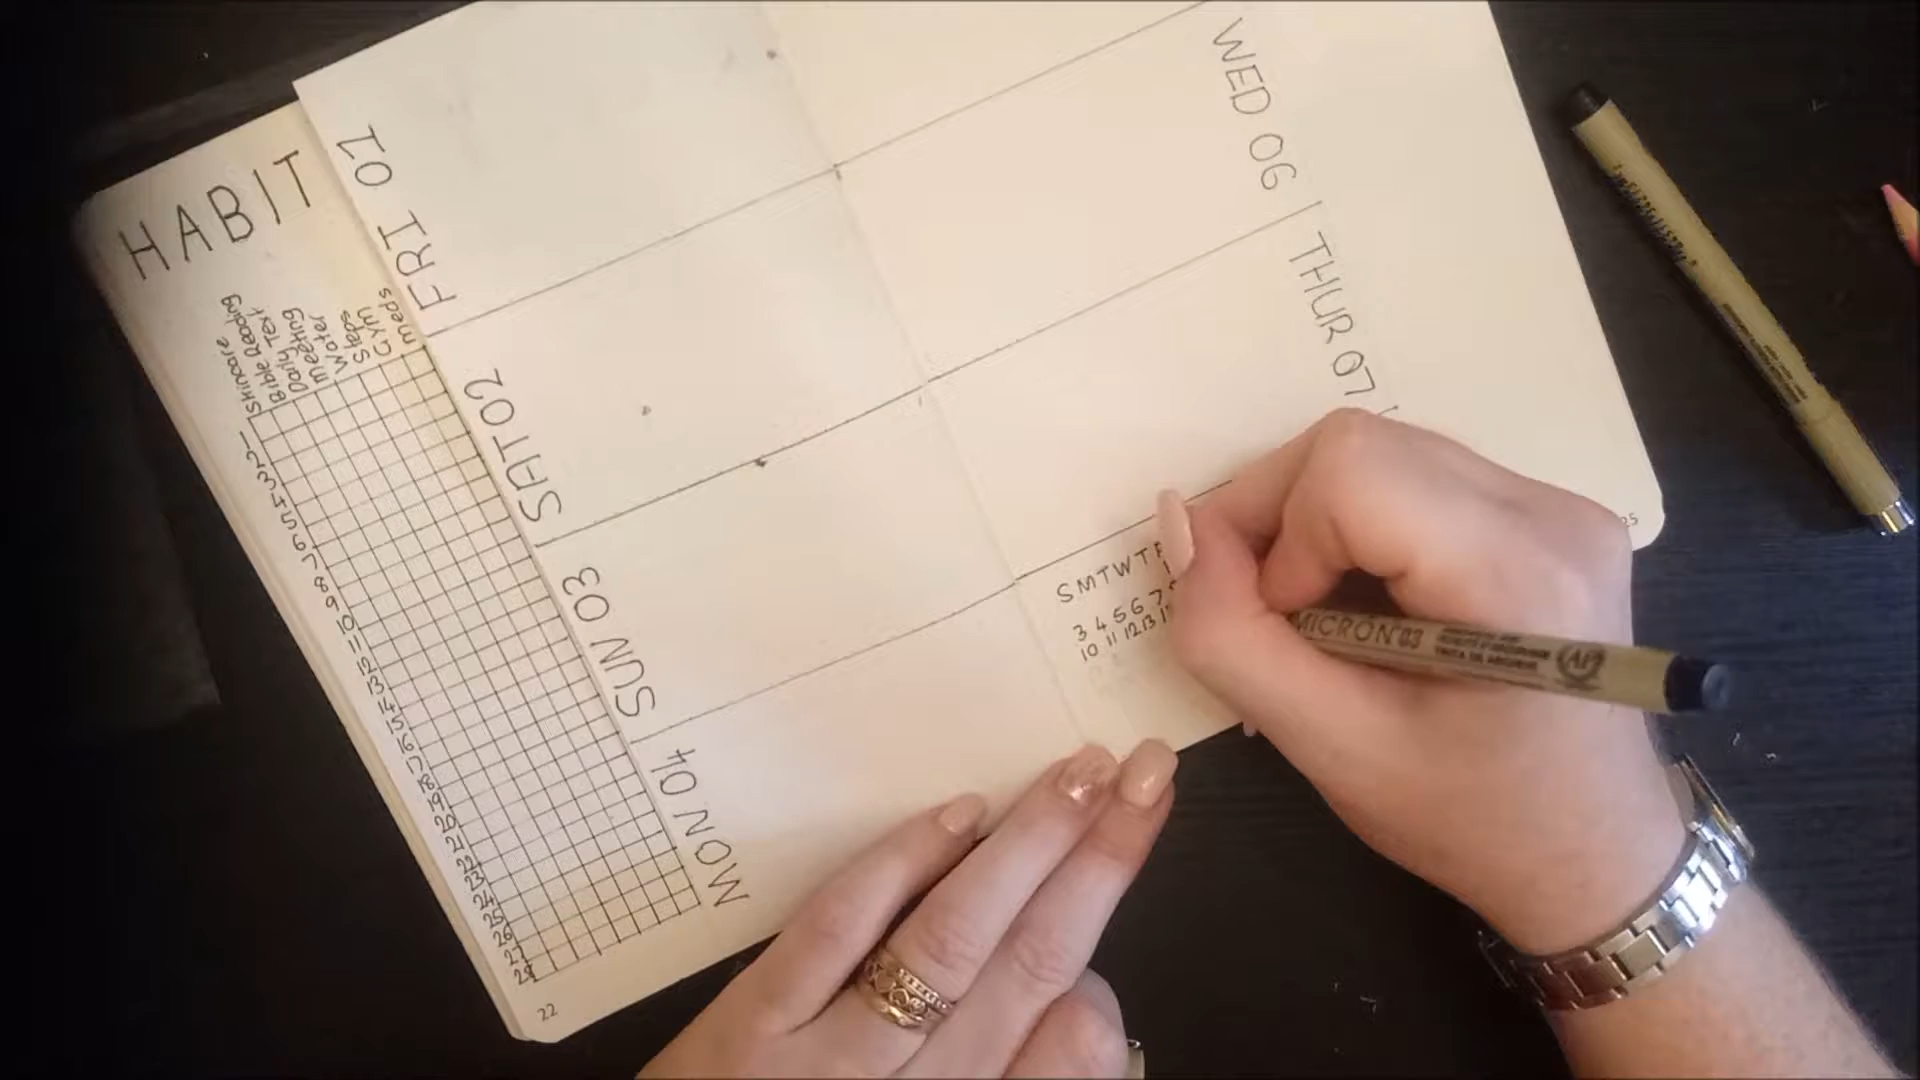 HABIT
Skincare
Bible Reading
Daily Text
Meeting
Water
Steps
Gym
meds
1
2
3
4
5
6
7
8
9
10
11
12
13
14
15
16
17
18
19
20
21
22
23
24
25
26
27
28
22
FRI 01
SAT 02
SUN 03
MON 04
WED 06
THUR 07
SMTWTF
1
3 4 5 6 7
10 11 12 13
25
MICRON 03
AP